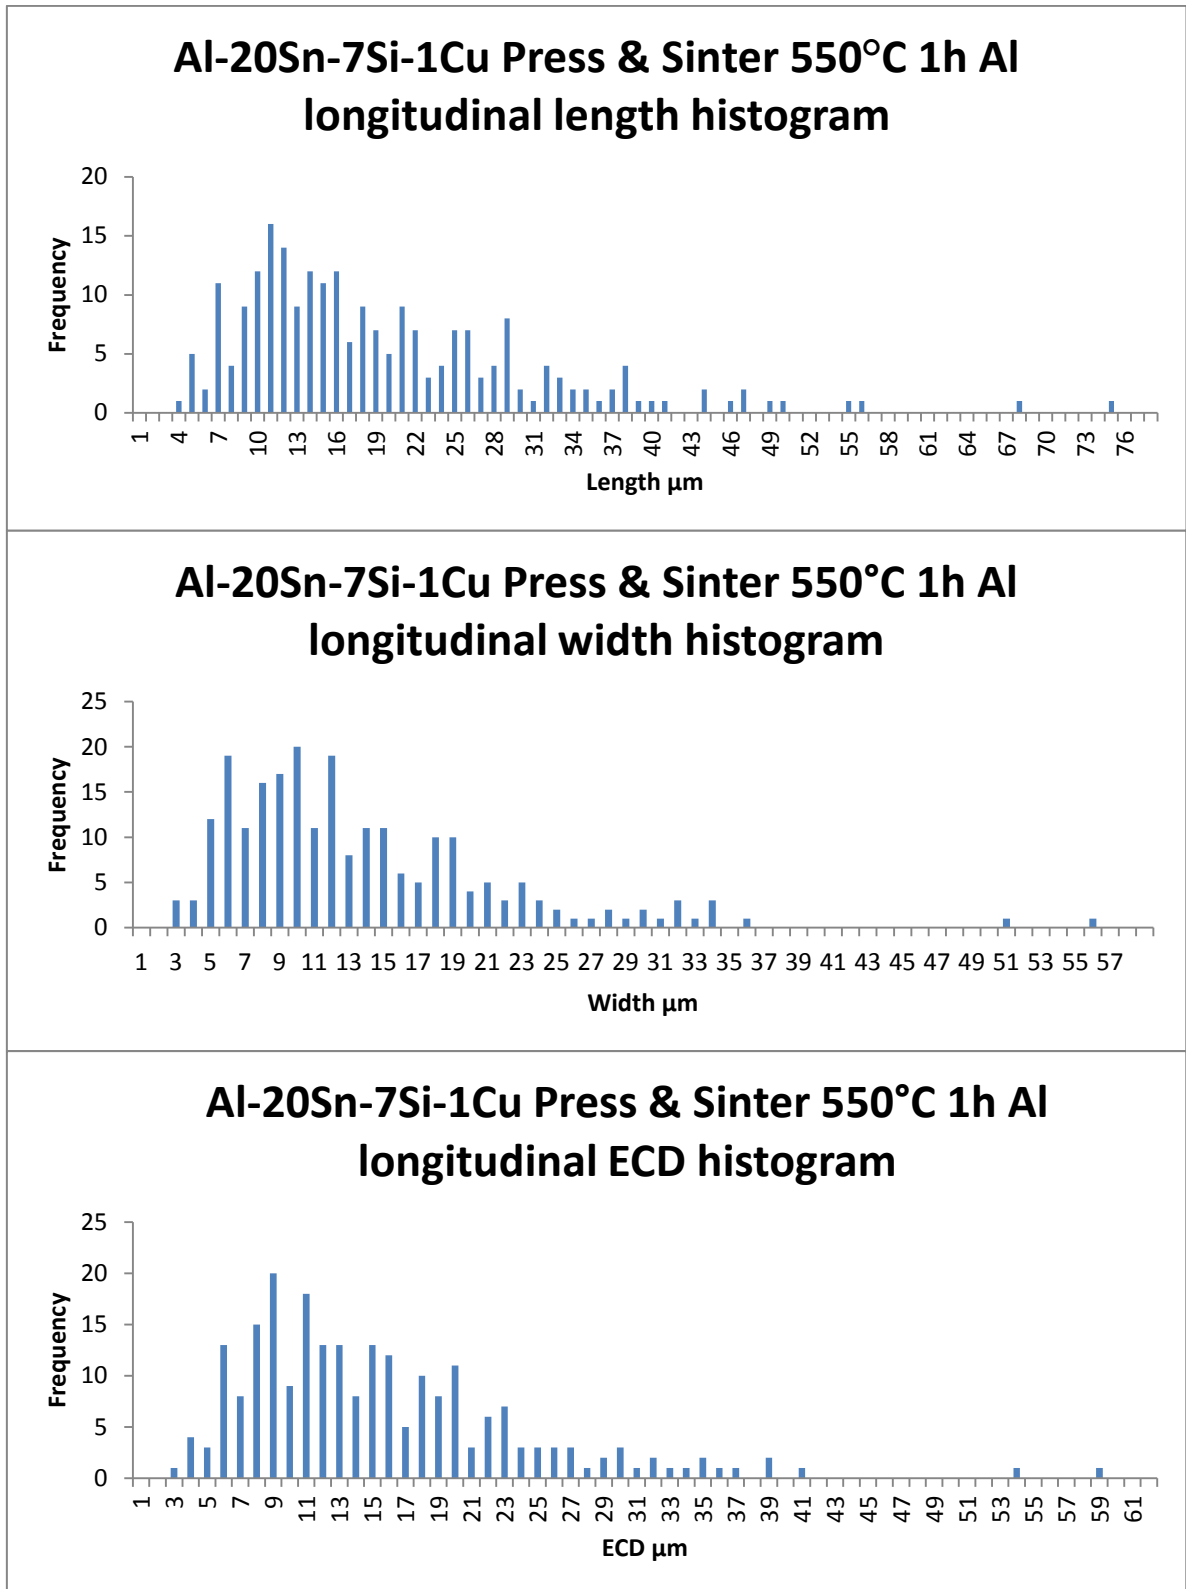 Al-20Sn-7Si-1Cu Press & Sinter 550°C 1h Al
longitudinal length histogram
20
15
10
5
0
Frequency
1 4 7 10 13 16 19 22 25 28 31 34 37 40 43 46 49 52 55 58 61 64 67 70 73 76
Length µm
Al-20Sn-7Si-1Cu Press & Sinter 550°C 1h Al
longitudinal width histogram
25
20
15
10
5
0
Frequency
1 3 5 7 9 11 13 15 17 19 21 23 25 27 29 31 33 35 37 39 41 43 45 47 49 51 53 55 57
Width µm
Al-20Sn-7Si-1Cu Press & Sinter 550°C 1h Al
longitudinal ECD histogram
25
20
15
10
5
0
Frequency
1 3 5 7 9 11 13 15 17 19 21 23 25 27 29 31 33 35 37 39 41 43 45 47 49 51 53 55 57 59 61
ECD µm